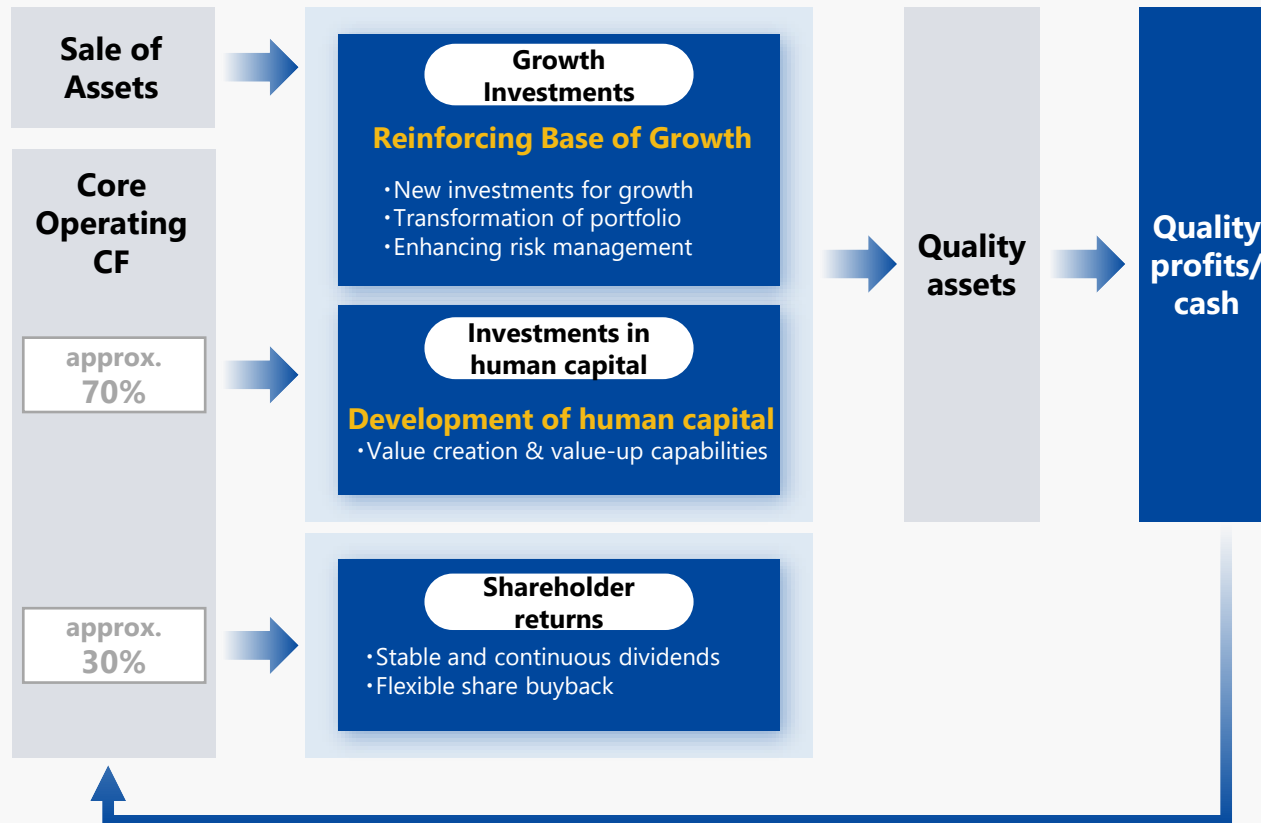 Sale of
Assets
Growth
Investments
Reinforcing Base of Growth
・New investments for growth
・Transformation of portfolio
・Enhancing risk management
Core
Operating
CF
approx.
70%
Investments in
human capital
Development of human capital
・Value creation & value-up capabilities
approx.
30%
Shareholder
returns
・Stable and continuous dividends
・Flexible share buyback
Quality
assets
Quality
profits/
cash